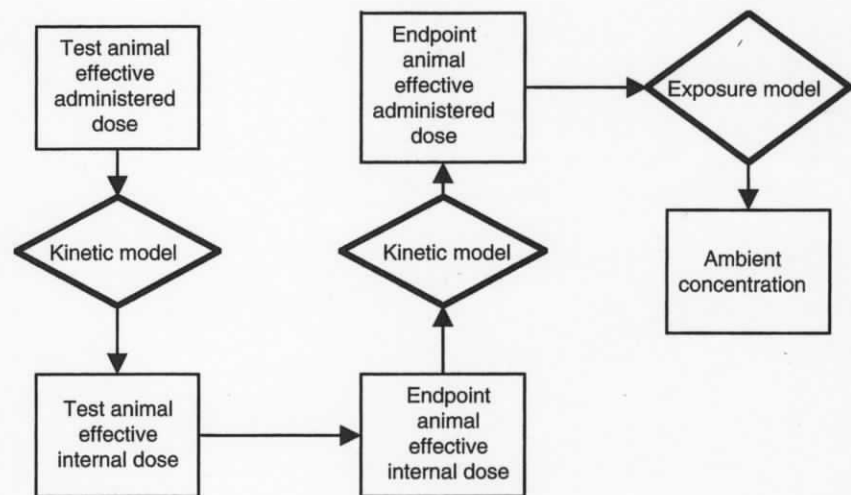 Test animal
effective
administered
dose
Kinetic model
Test animal
effective
internal dose
Endpoint
animal
effective
internal dose
Kinetic model
Endpoint
animal
effective
administered
dose
Exposure model
Ambient
concentration